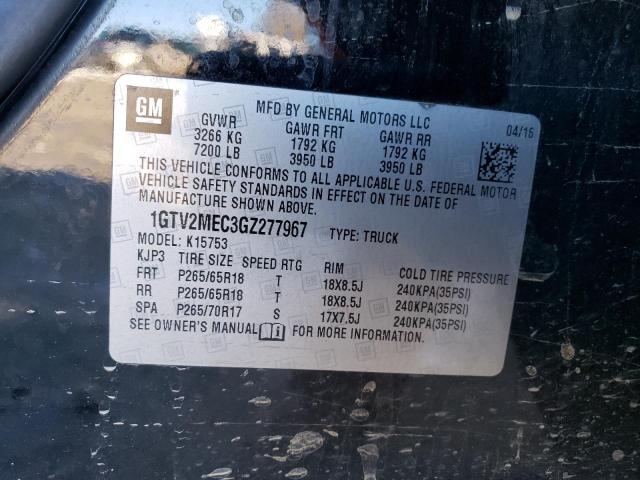 GM
MFD BY GENERAL MOTORS LLC
04/16
GVWR GAWR FRT GAWR RR
3266 KG 1792 KG 1792 KG
7200 LB 3950 LB 3950 LB
THIS VEHICLE CONFORMS TO ALL APPLICABLE U.S. FEDERAL MOTOR
VEHICLE SAFETY STANDARDS IN EFFECT ON THE DATE OF
MANUFACTURE SHOWN ABOVE.
1GTV2MEC3GZ277967 TYPE: TRUCK
MODEL: K15753
KJP3 TIRE SIZE SPEED RTG RIM COLD TIRE PRESSURE
FRT P265/65R18 T 18X8.5J 240KPA(35PSI)
RR P265/65R18 T 18X8.5J 240KPA(35PSI)
SPA P265/70R17 S 17X7.5J 240KPA(35PSI)
SEE OWNER'S MANUAL FOR MORE INFORMATION.